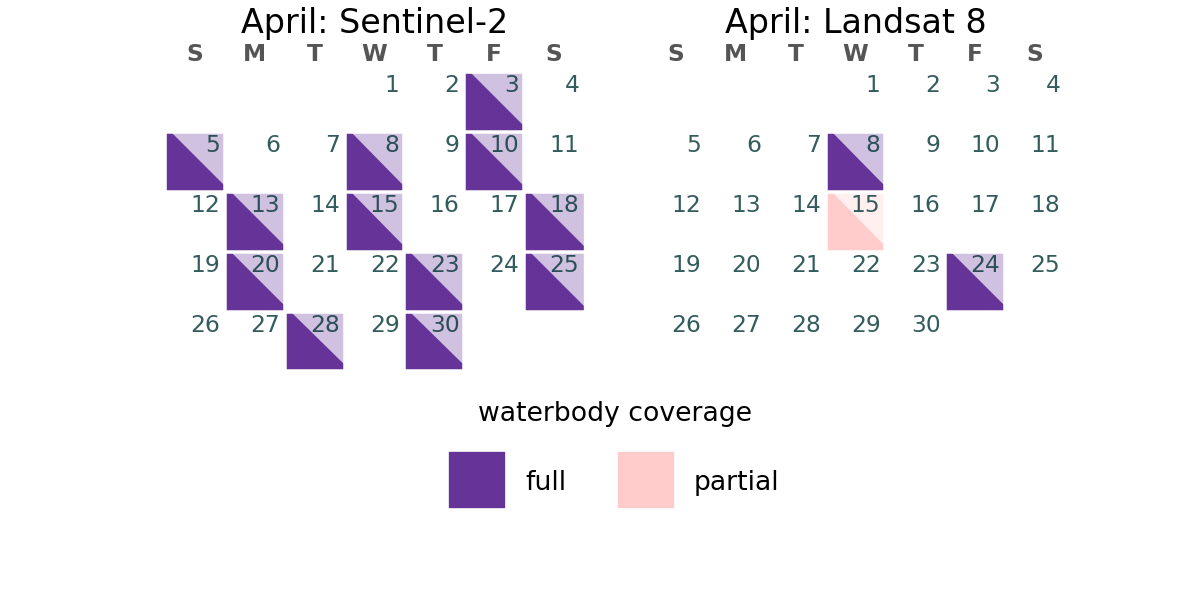 April: Sentinel-2
S M T W T F S
1 2 3 4
5 6 7 8 9 10 11
12 13 14 15 16 17 18
19 20 21 22 23 24 25
26 27 28 29 30
April: Landsat 8
S M T W T F S
1 2 3 4
5 6 7 8 9 10 11
12 13 14 15 16 17 18
19 20 21 22 23 24 25
26 27 28 29 30
waterbody coverage
full
partial